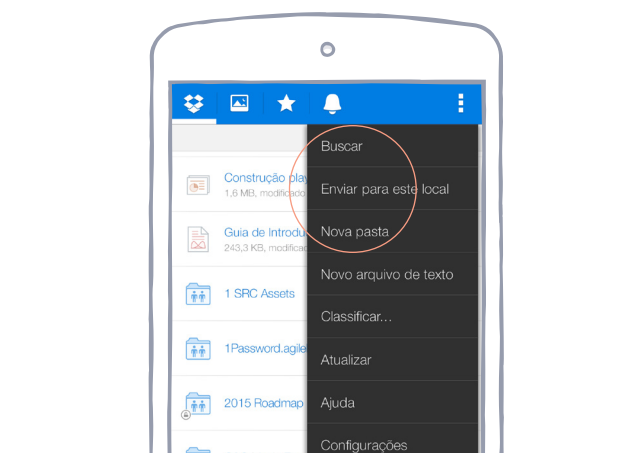 Buscar
Construção play
1,6 MB, modificado
Enviar para este local
Guia de Introdu
243,3 KB, modificad
Nova pasta
Novo arquivo de texto
1 SRC Assets
Classificar...
1Password.agile
Atualizar
2015 Roadmap
Ajuda
Configurações